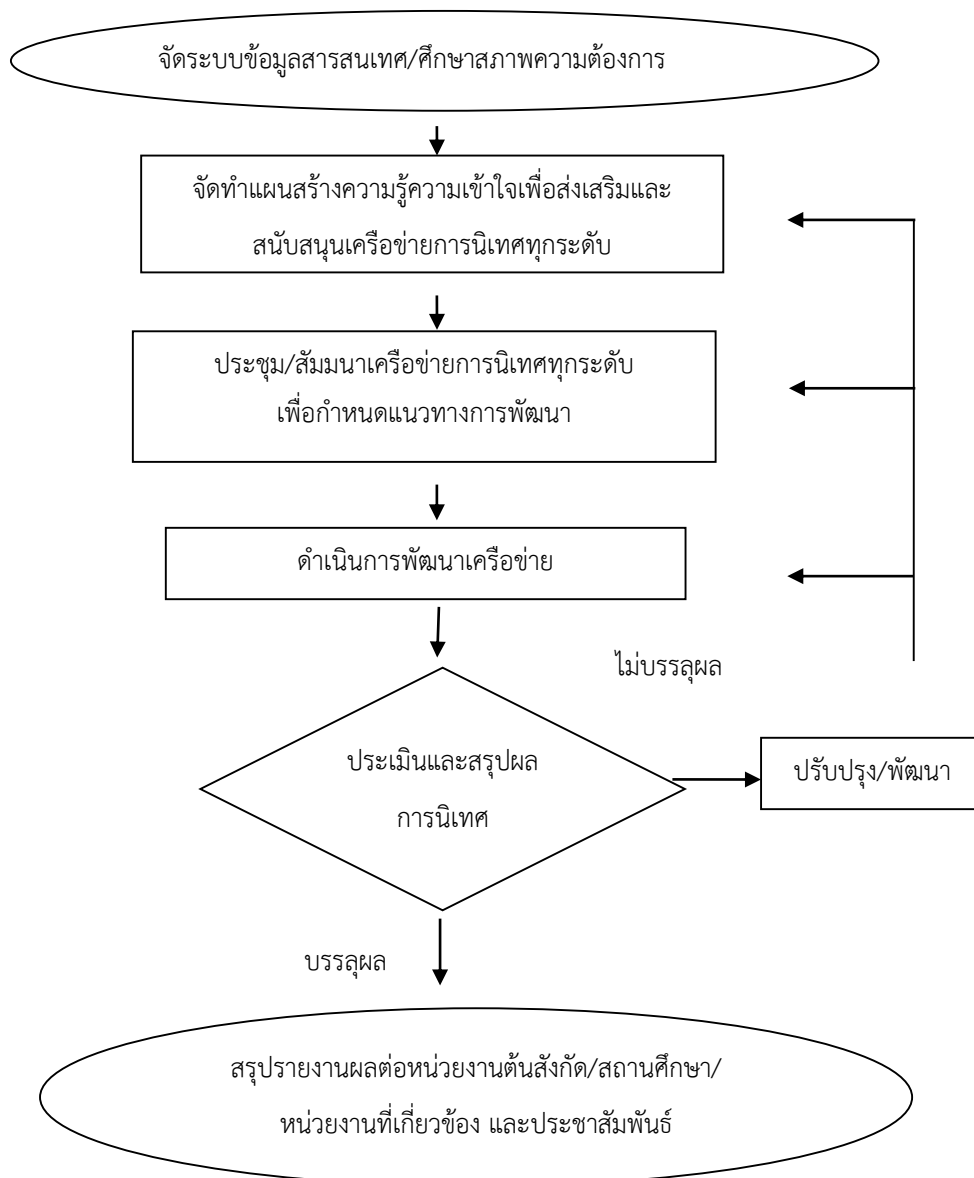 จัดระบบข้อมูลสารสนเทศ/ศึกษาสภาพความต้องการ
จัดทำแผนสร้างความรู้ความเข้าใจเพื่อส่งเสริมและ
สนับสนุนเครือข่ายการนิเทศทุกระดับ
ประชุม/สัมมนาเครือข่ายการนิเทศทุกระดับ
เพื่อกำหนดแนวทางการพัฒนา
ดำเนินการพัฒนาเครือข่าย
ไม่บรรลุผล
ประเมินและสรุปผล
การนิเทศ
ปรับปรุง/พัฒนา
บรรลุผล
สรุปรายงานผลต่อหน่วยงานต้นสังกัด/สถานศึกษา/
หน่วยงานที่เกี่ยวข้อง และประชาสัมพันธ์